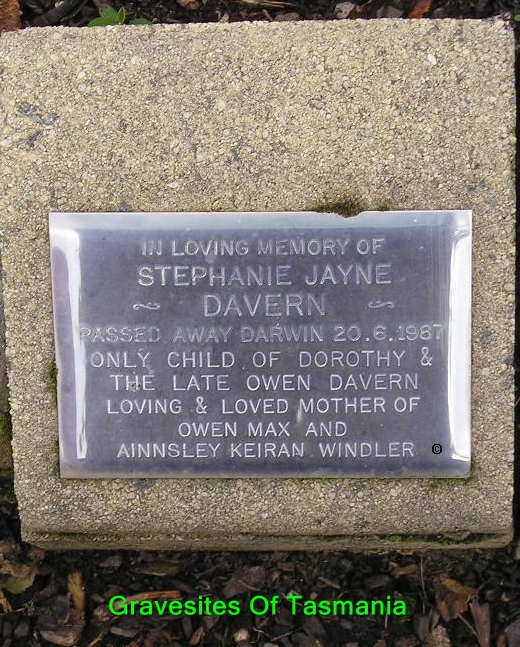 IN LOVING MEMORY OF
STEPHANIE JAYNE
DAVERN
PASSED AWAY DARWIN 20.6.1987
ONLY CHILD OF DOROTHY &
THE LATE OWEN DAVERN
LOVING & LOVED MOTHER OF
OWEN MAX AND
AINNSLEY KEIRAN WINDLER ©
Gravesites Of Tasmania